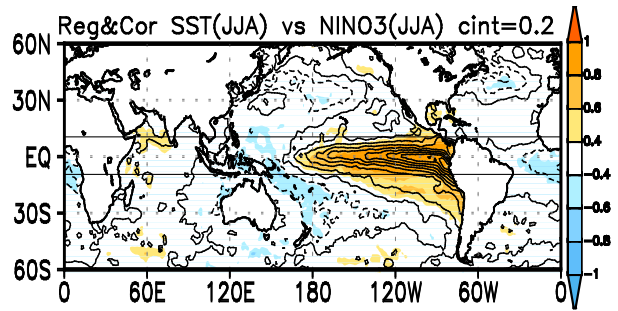 Reg&Cor SST(JJA) vs NINO3(JJA) cint=0.2
60N
30N
EQ
30S
60S
0 60E 120E 180 120W 60W 0
1
0.8
0.6
0.4
-0.4
-0.6
-0.8
-1